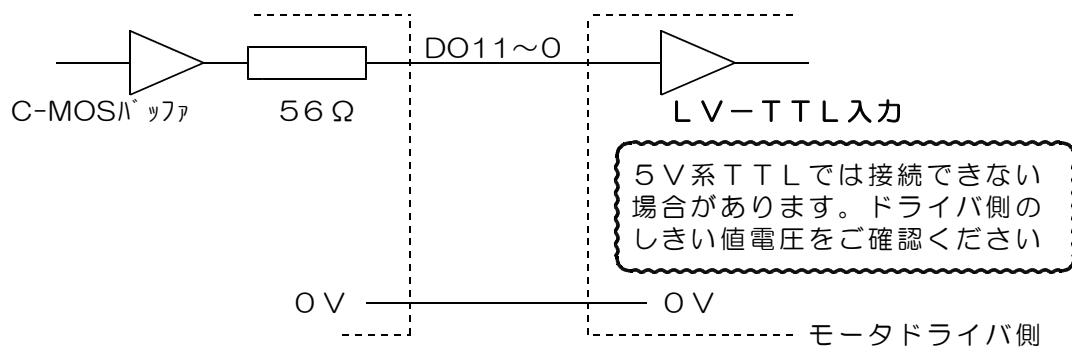 DO11～0
C-MOSﾊﾞｯﾌｧ
56Ω
LV－TTL入力
5V系TTLでは接続できない
場合があります。ドライバ側の
しきい値電圧をご確認ください
0V
0V
モータドライバ側